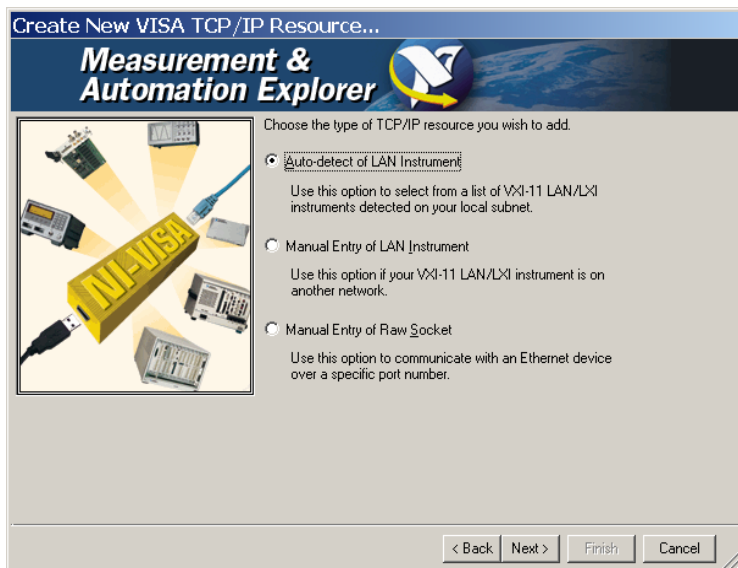 Create New VISA TCP/IP Resource...
Measurement &
Automation Explorer
Choose the type of TCP/IP resource you wish to add.
Auto-detect of LAN Instrument
Use this option to select from a list of VXI-11 LAN/LXI
instruments detected on your local subnet.
Manual Entry of LAN Instrument
Use this option if your VXI-11 LAN/LXI instrument is on
another network.
Manual Entry of Raw Socket
Use this option to communicate with an Ethernet device
over a specific port number.
NI-VISA
< Back
Next >
Finish
Cancel